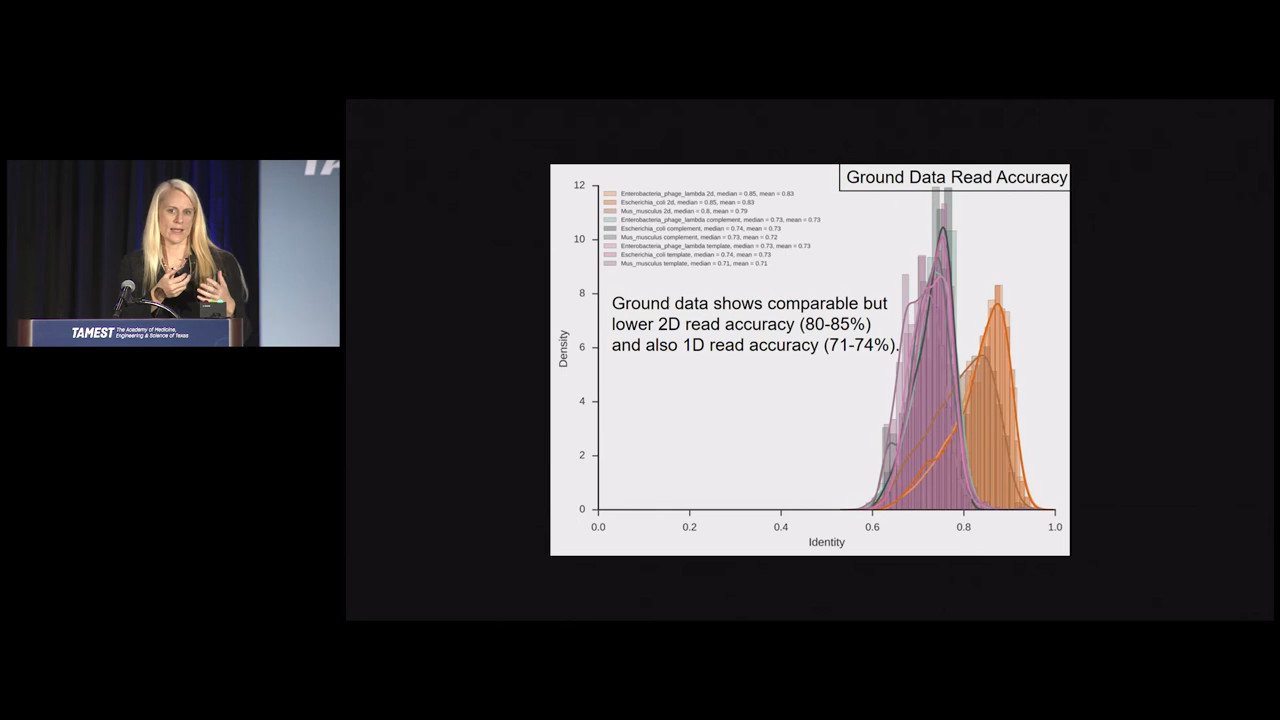 TA
TAMEST The Academy of Medicine,
Engineering & Science of Texas
Ground Data Read Accuracy
Enterobacteria_phage_lambda 2d, median = 0.85, mean = 0.83
Escherichia_coli 2d, median = 0.85, mean = 0.83
Mus_musculus 2d, median = 0.8, mean = 0.79
Enterobacteria_phage_lambda complement, median = 0.73, mean = 0.73
Escherichia_coli complement, median = 0.74, mean = 0.73
Mus_musculus complement, median = 0.73, mean = 0.72
Enterobacteria_phage_lambda template, median = 0.73, mean = 0.73
Escherichia_coli template, median = 0.74, mean = 0.73
Mus_musculus template, median = 0.71, mean = 0.71
Ground data shows comparable but
lower 2D read accuracy (80-85%)
and also 1D read accuracy (71-74%).
Density
12
10
8
6
4
2
0
0.0 0.2 0.4 0.6 0.8 1.0
Identity